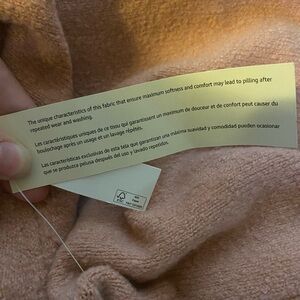 The unique characteristics of this fabric that ensure maximum softness and comfort may lead to pilling after
repeated wear and washing.
Les caractéristiques uniques de ce tissu qui garantissent un maximum de douceur et de confort peut causer du
boulochage après un usage et un lavage répétés.
Las características exclusivas de esta tela que garantizan una máxima suavidad y comodidad pueden ocasionar
que se produzca pelusa después del uso y lavado repetidos.
FSC